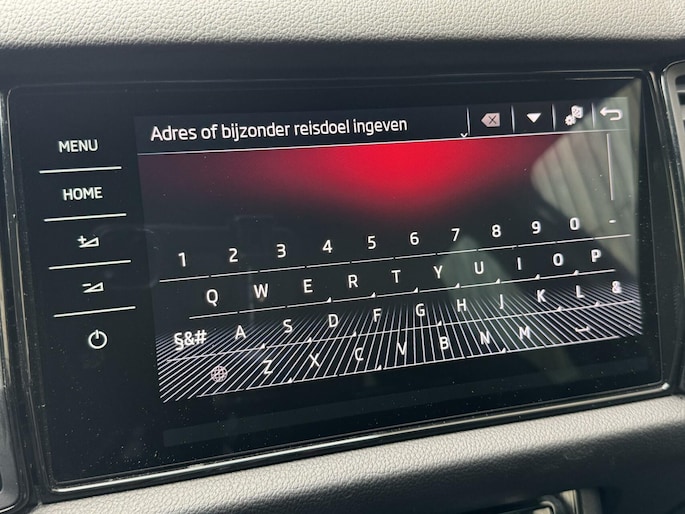 Adres of bijzonder reisdoel ingeven
MENU
HOME
1 2 3 4 5 6 7 8 9 0 -
Q W E R T Y U I O P
§&# A S D F G H J K L &
Z X C V B N M